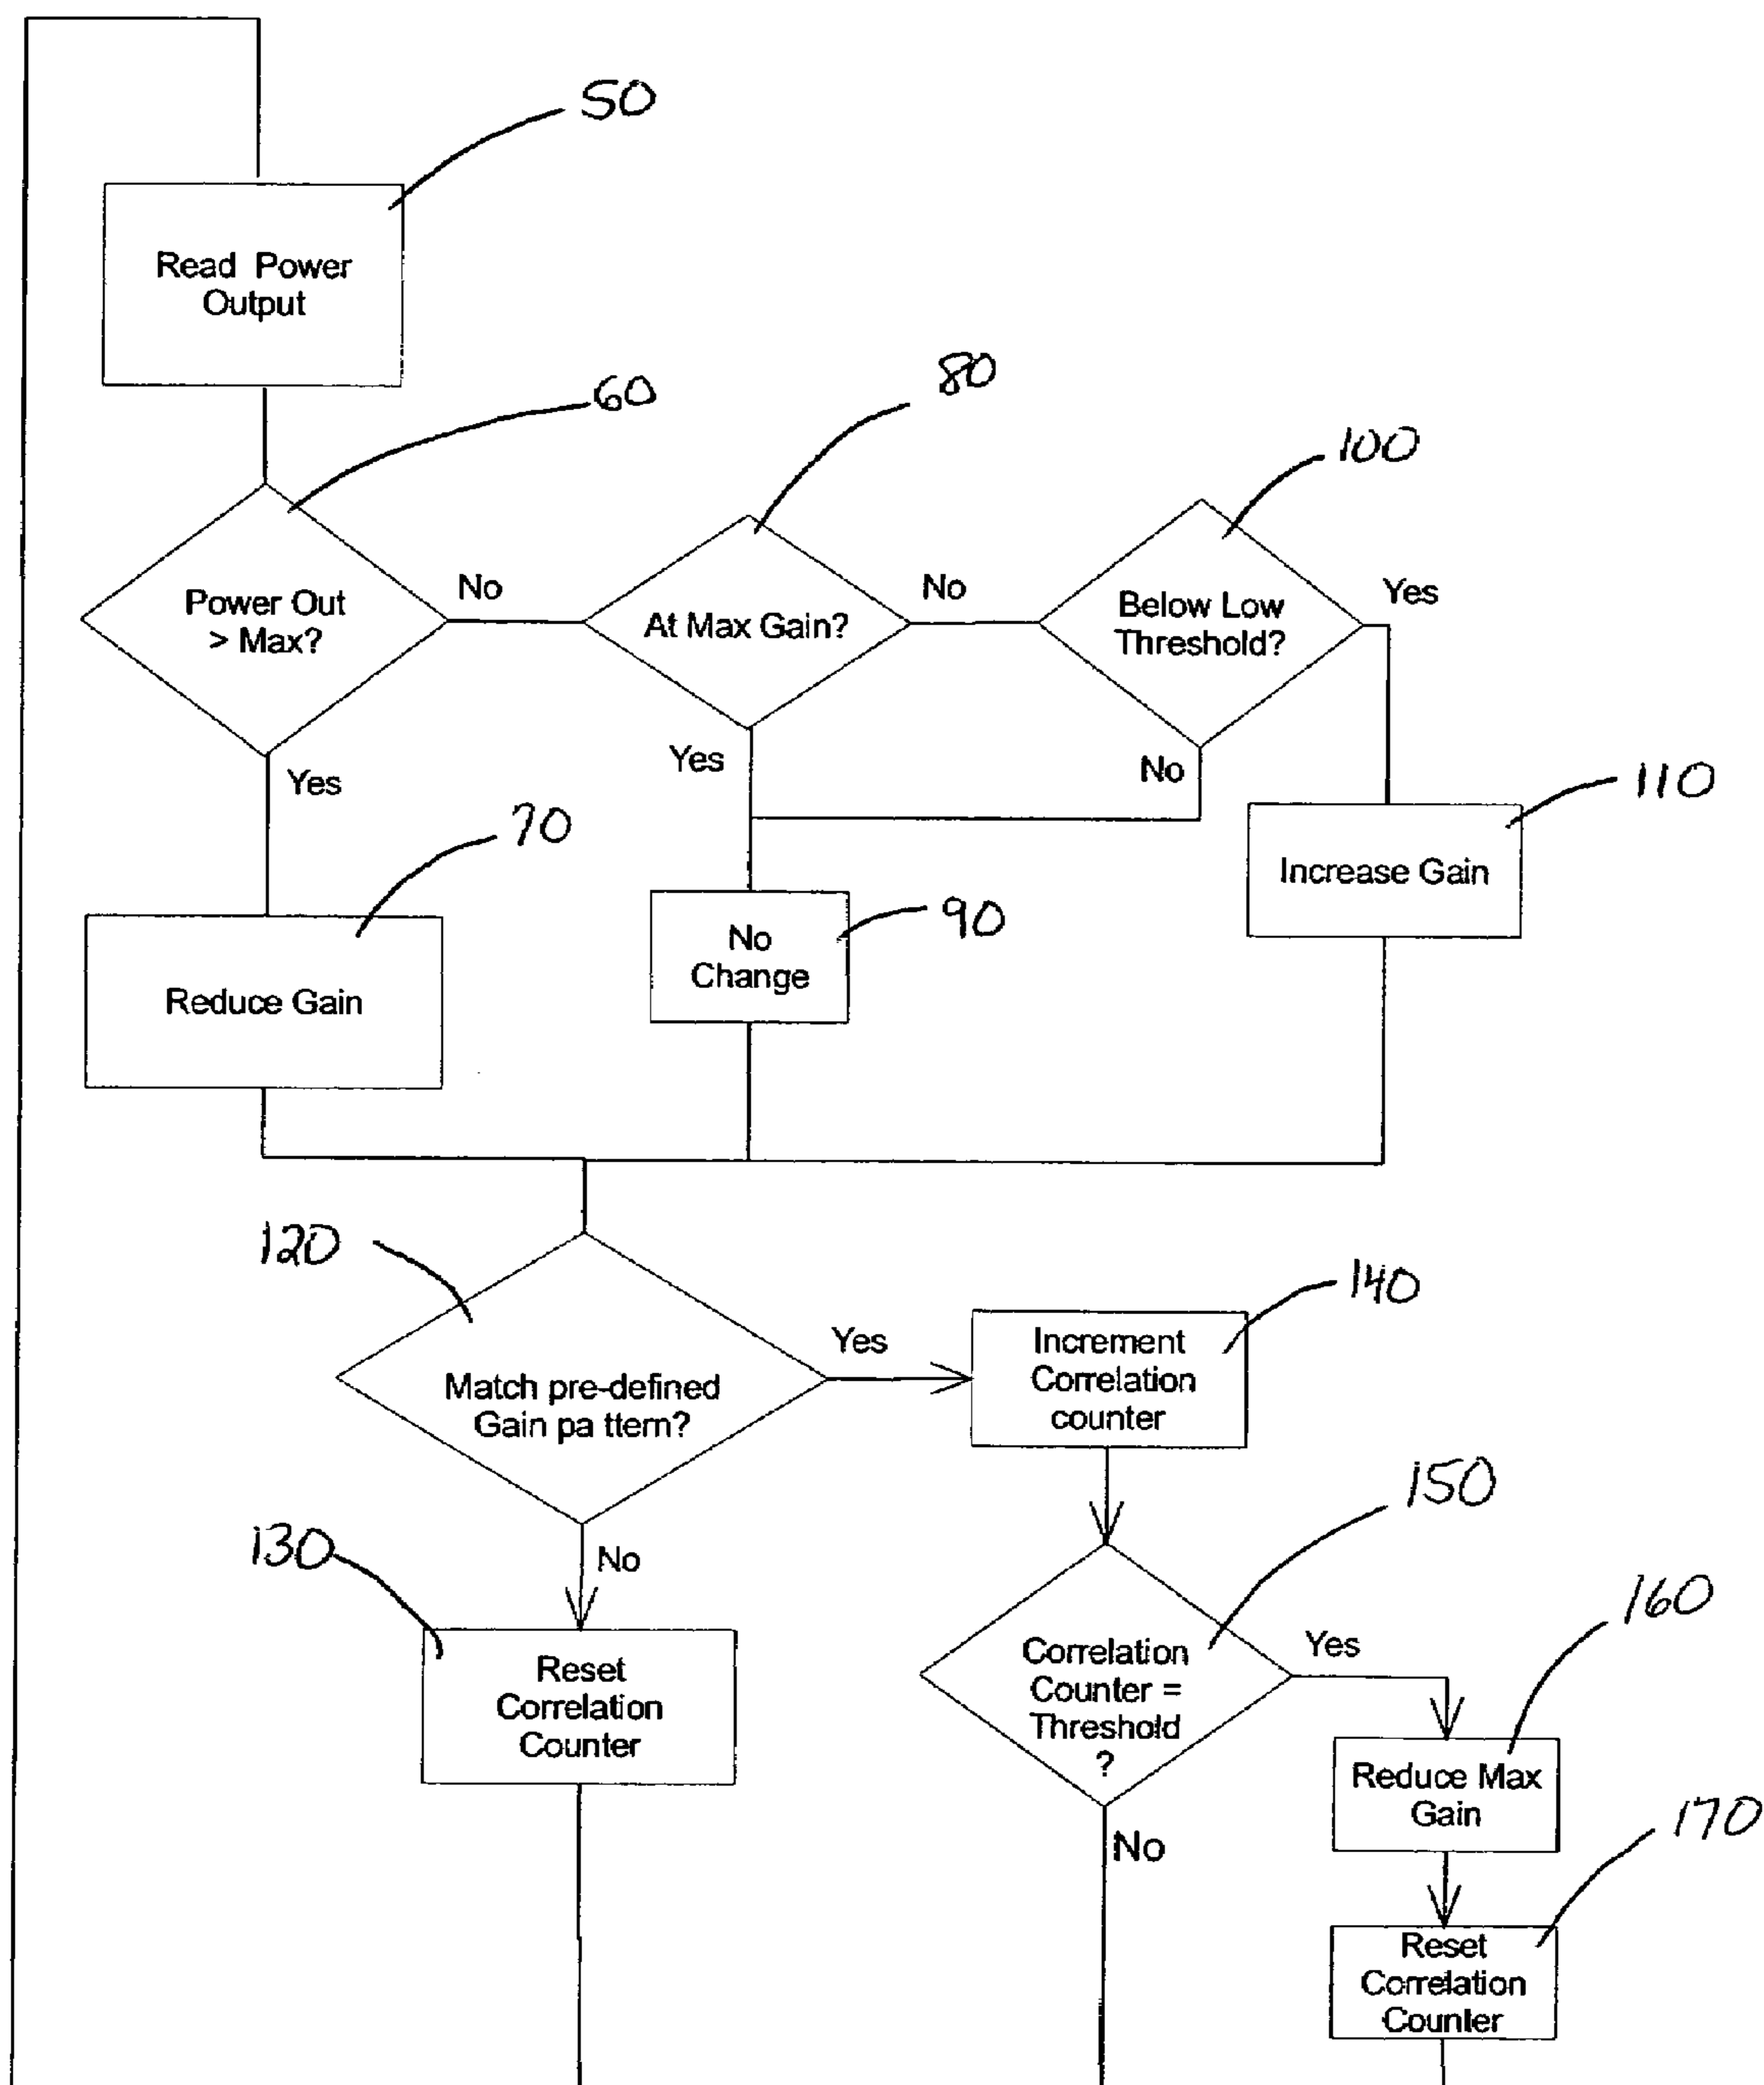 50
Read Power
Output
60
80
100
Power Out
> Max?
No
At Max Gain?
No
Below Low
Threshold?
Yes
Yes
Yes
No
70
90
110
Reduce Gain
No
Change
Increase Gain
120
Match pre-defined
Gain pa ttern?
Yes
140
Increment
Correlation
counter
No
130
Reset
Correlation
Counter
150
Correlation
Counter =
Threshold
?
Yes
No
160
Reduce Max
Gain
170
Reset
Correlation
Counter